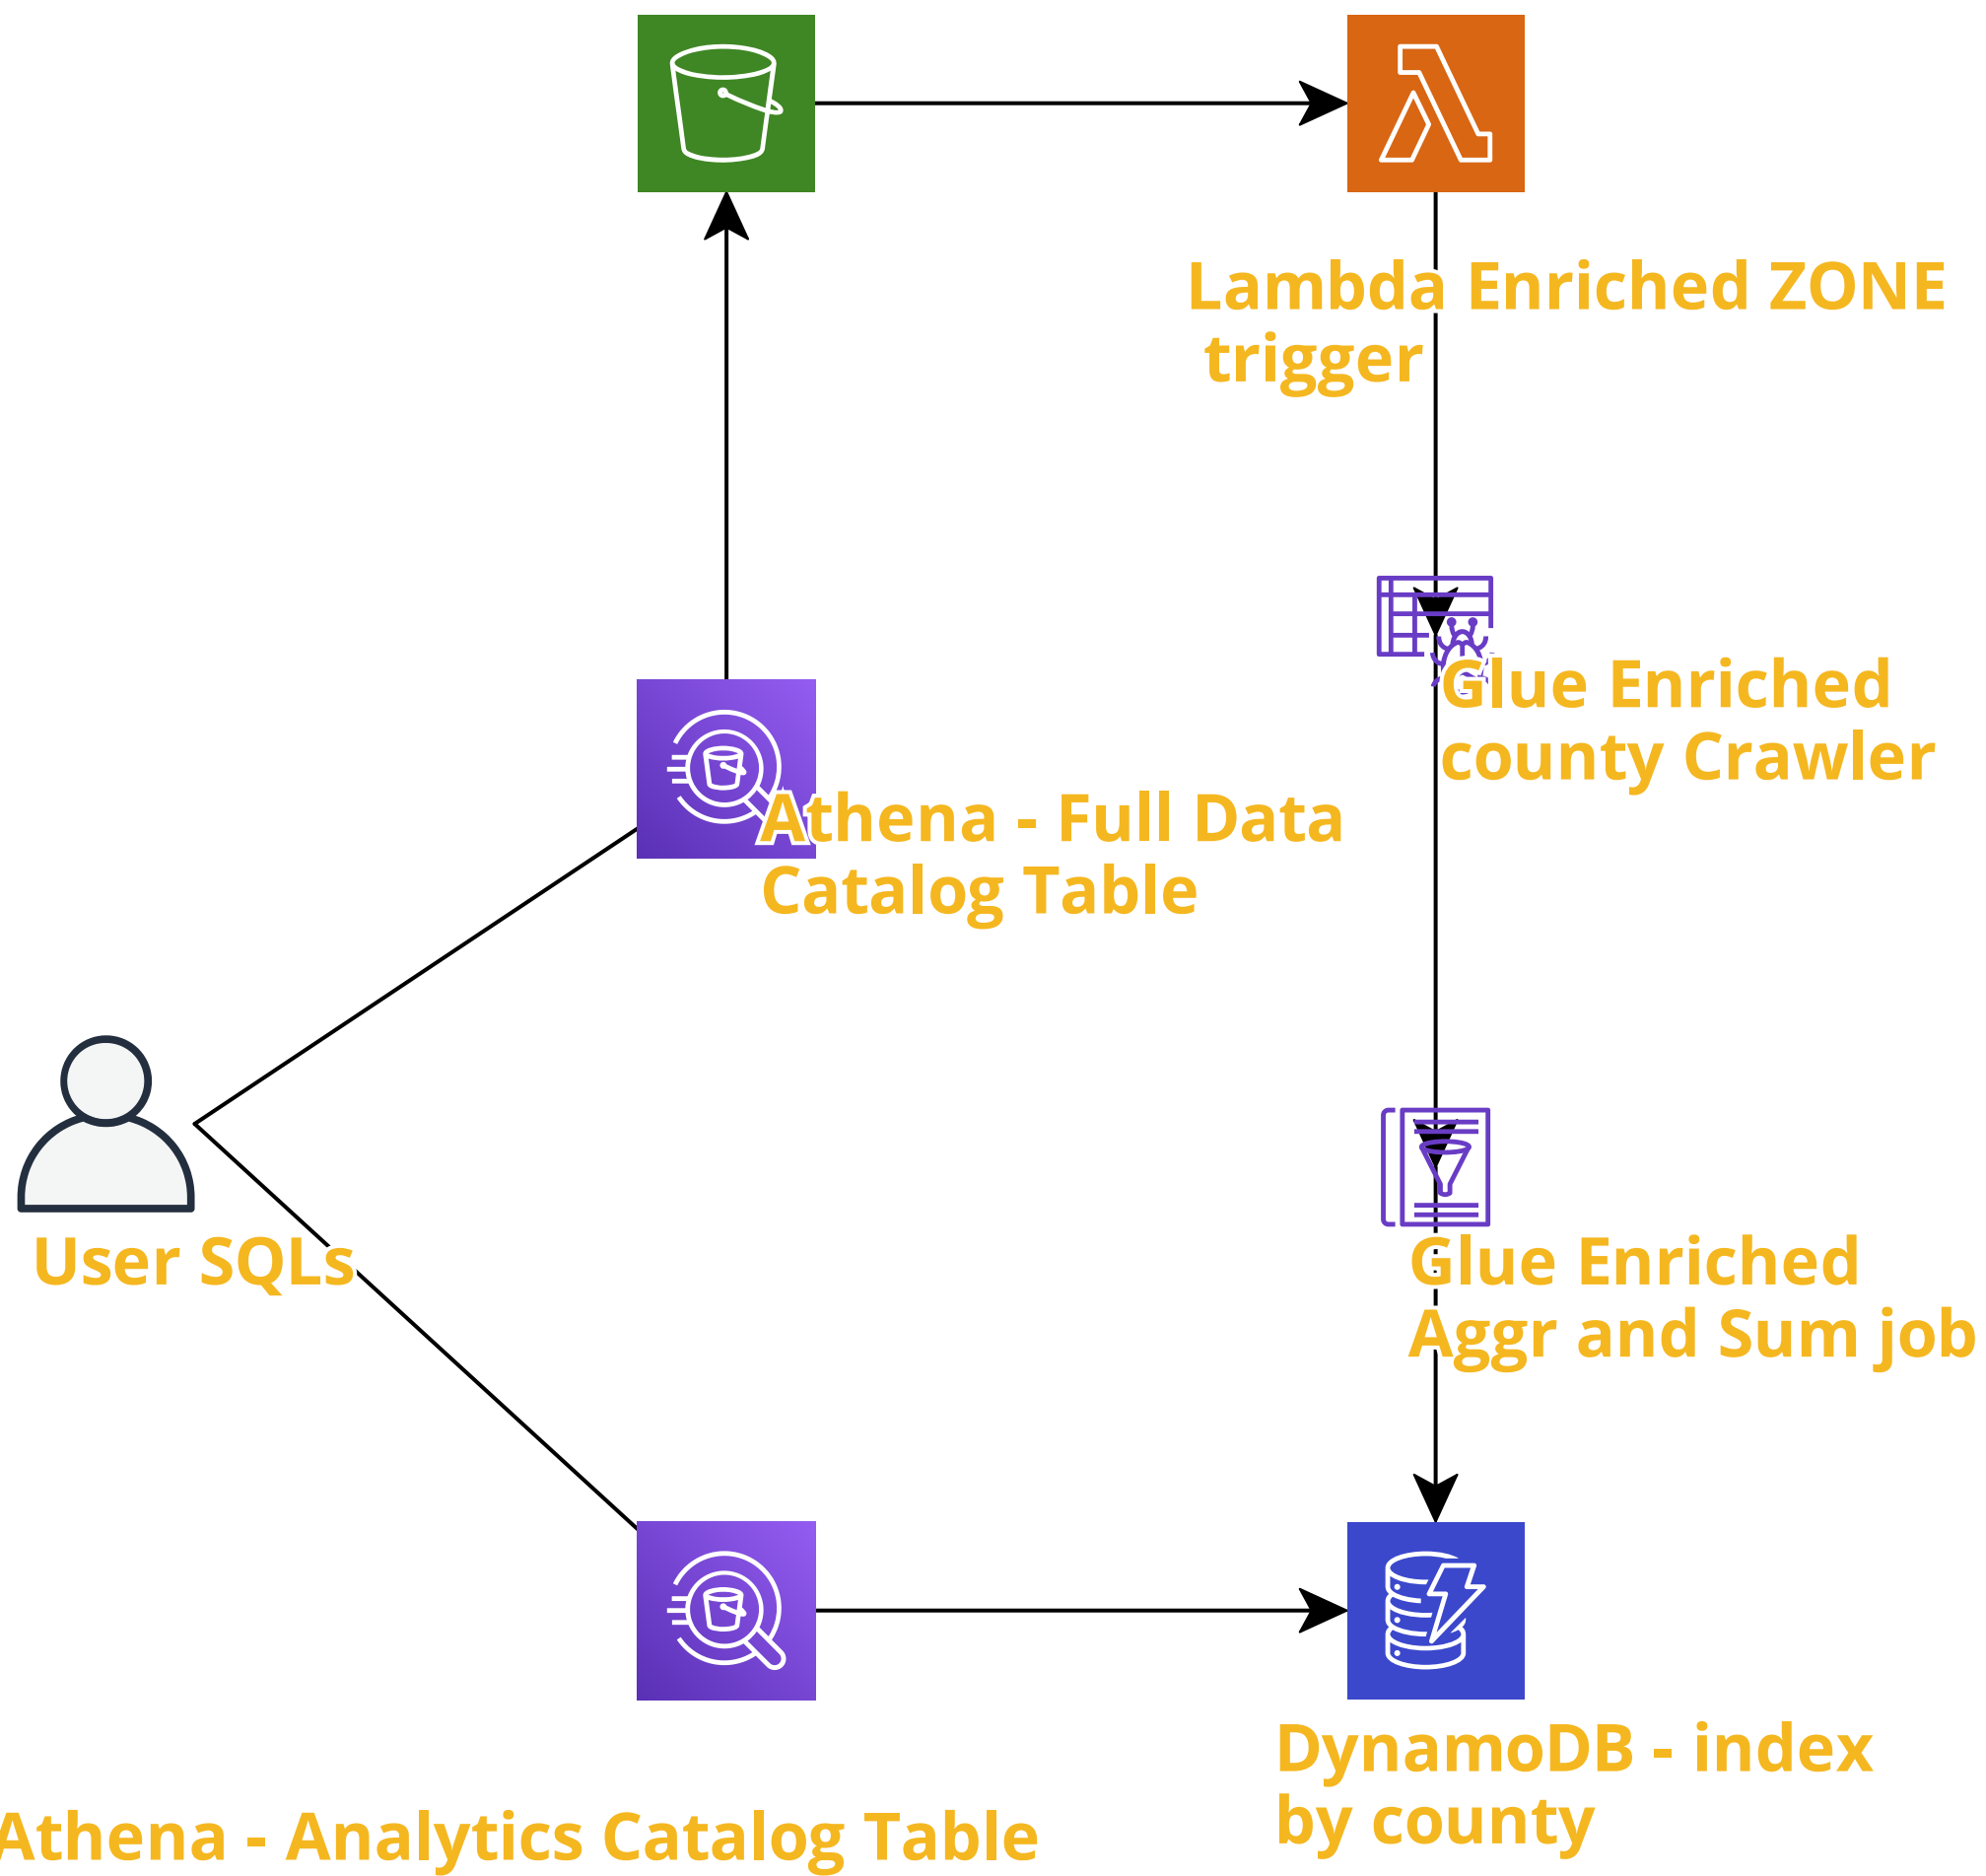 Lambda Enriched ZONE
trigger
Glue Enriched
county Crawler
Athena - Full Data
Catalog Table
User SQLs
Glue Enriched
Aggr and Sum job
DynamoDB - index
by county
Athena - Analytics Catalog Table